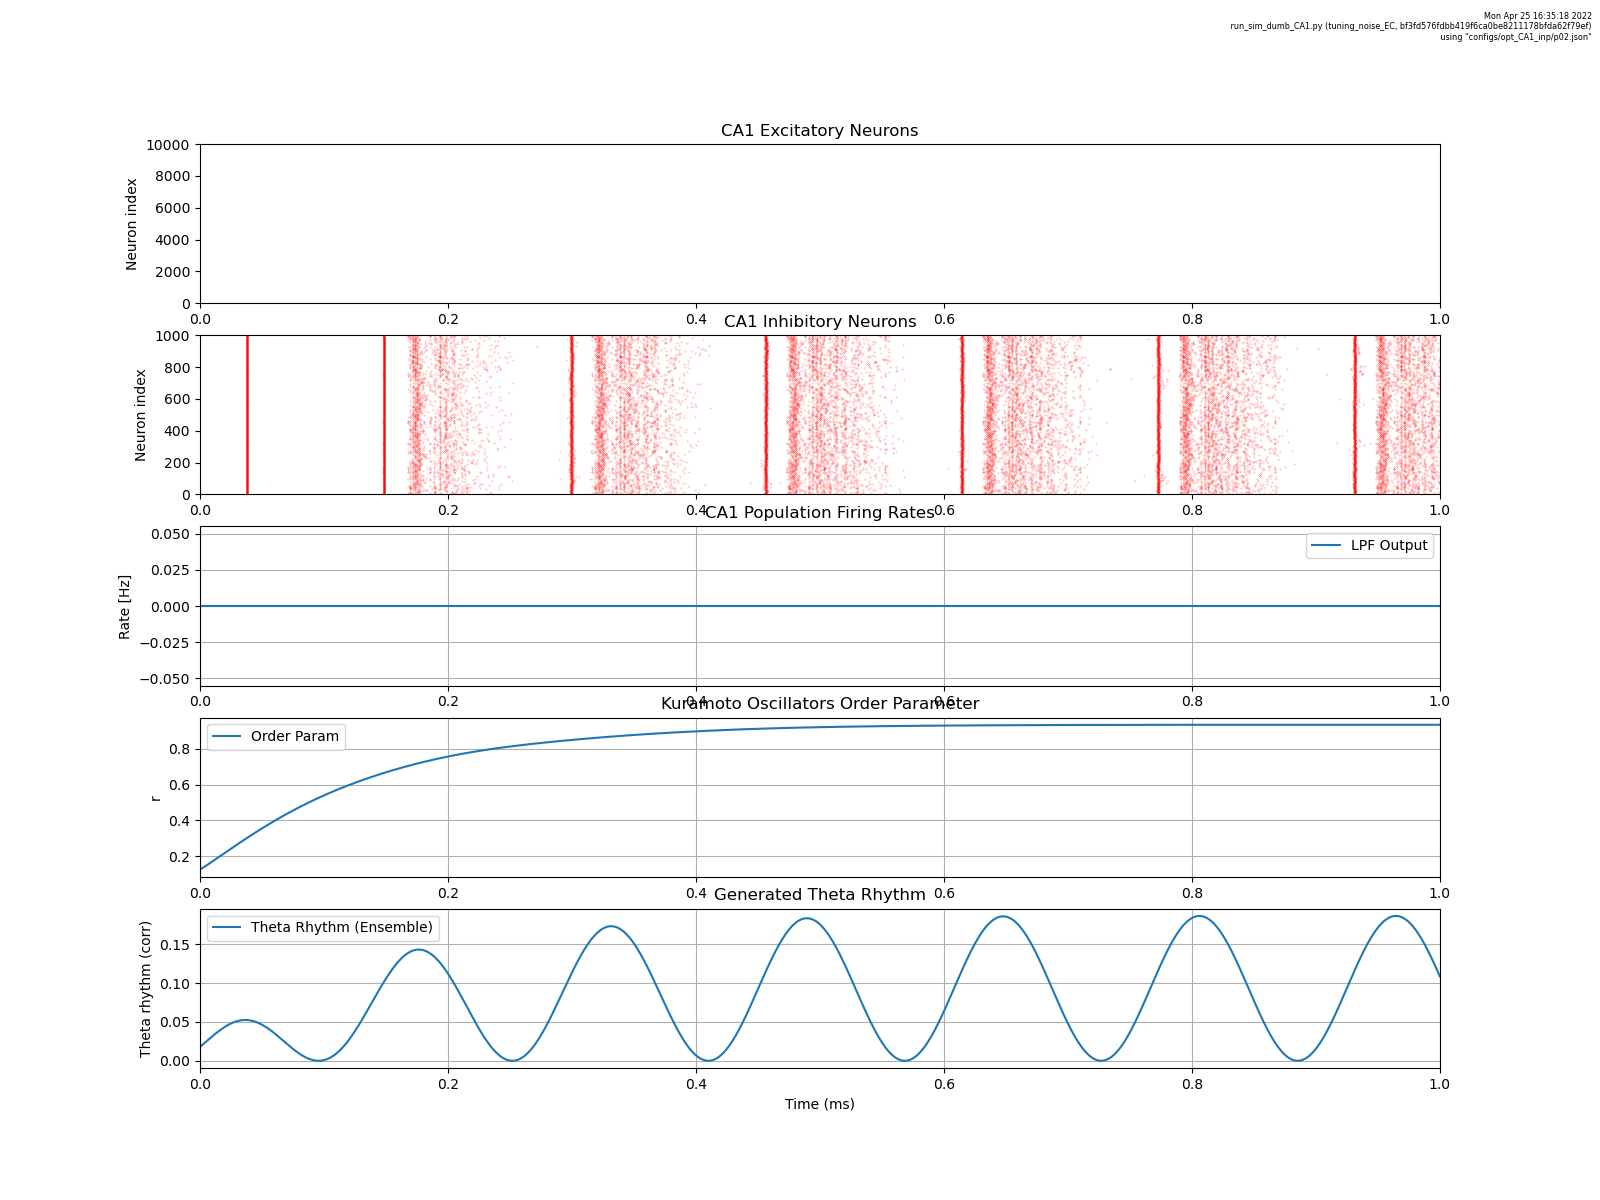 Mon Apr 25 16:35:18 2022
run_sim_dumb_CA1.py (tuning_noise_EC, bf3fd576fdbb419f6ca0be8211178bfda62f79ef)
using "configs/opt_CA1_inp/p02.json"
CA1 Excitatory Neurons
Neuron index
10000
8000
6000
4000
2000
0
0.0 0.2 0.4 0.6 0.8 1.0
CA1 Inhibitory Neurons
Neuron index
1000
800
600
400
200
0
0.0 0.2 0.4 0.6 0.8 1.0
CA1 Population Firing Rates
Rate [Hz]
0.050
0.025
0.000
−0.025
−0.050
LPF Output
0.0 0.2 0.4 0.6 0.8 1.0
Kuramoto Oscillators Order Parameter
r
Order Param
0.8
0.6
0.4
0.2
0.0 0.2 0.4 0.6 0.8 1.0
Generated Theta Rhythm
Theta rhythm (corr)
Theta Rhythm (Ensemble)
0.15
0.10
0.05
0.00
0.0 0.2 0.4 0.6 0.8 1.0
Time (ms)